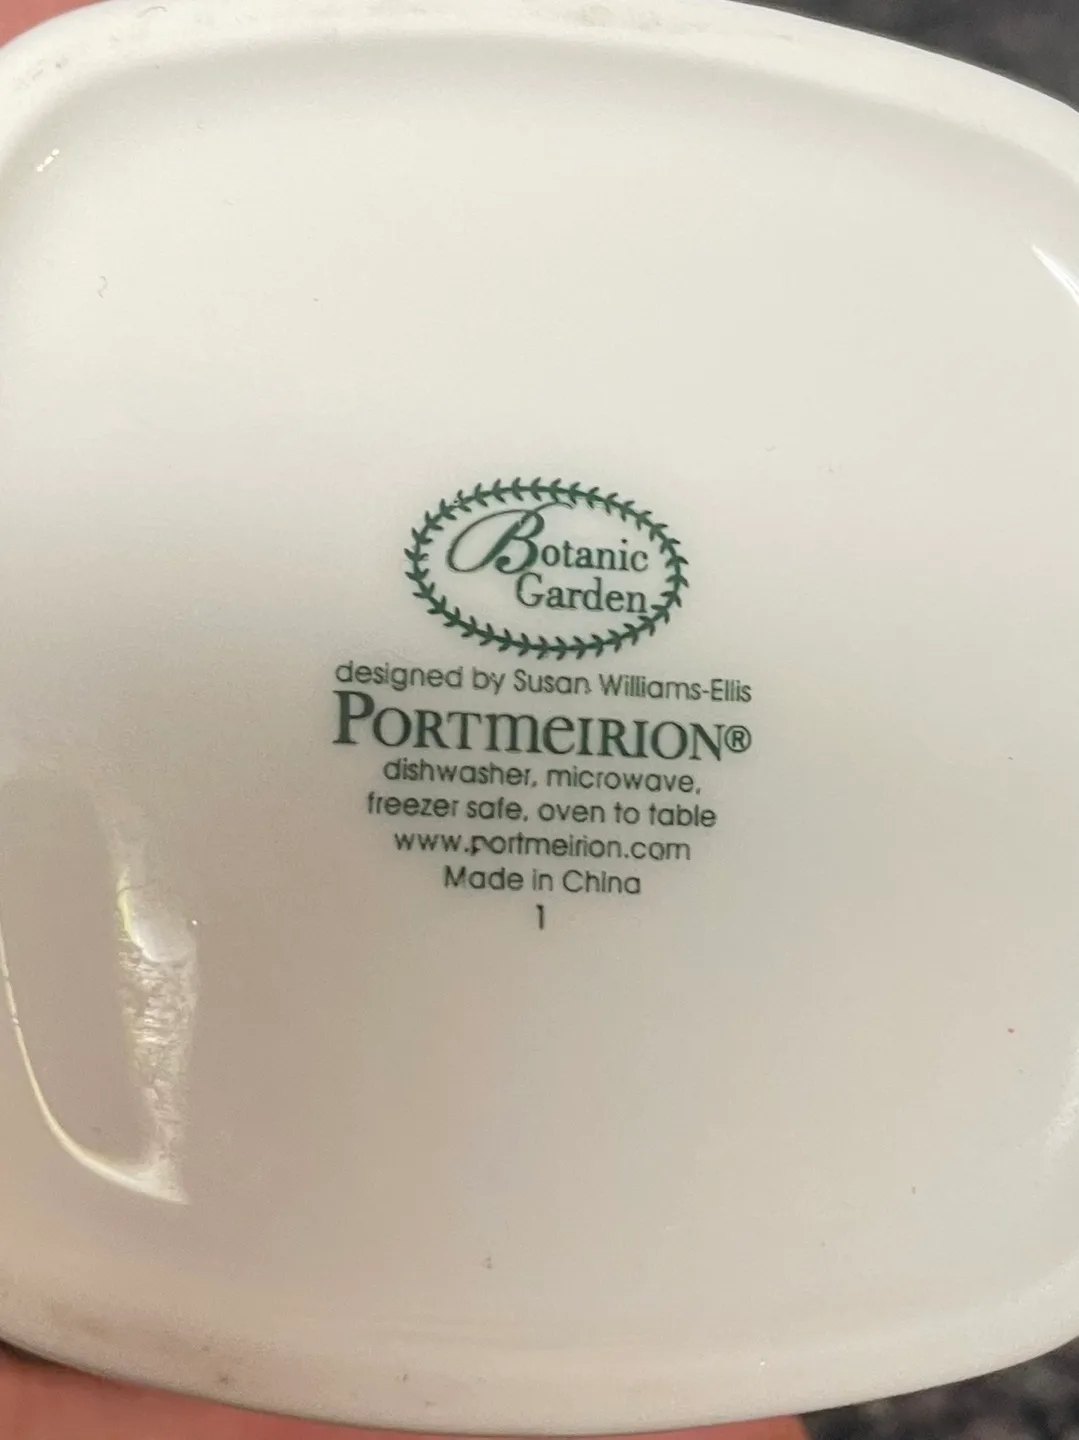 Botanic
Garden
designed by Susan Williams-Ellis
PORTMEIRION®
dishwasher, microwave,
freezer safe, oven to table
www.portmeirion.com
Made in China
1